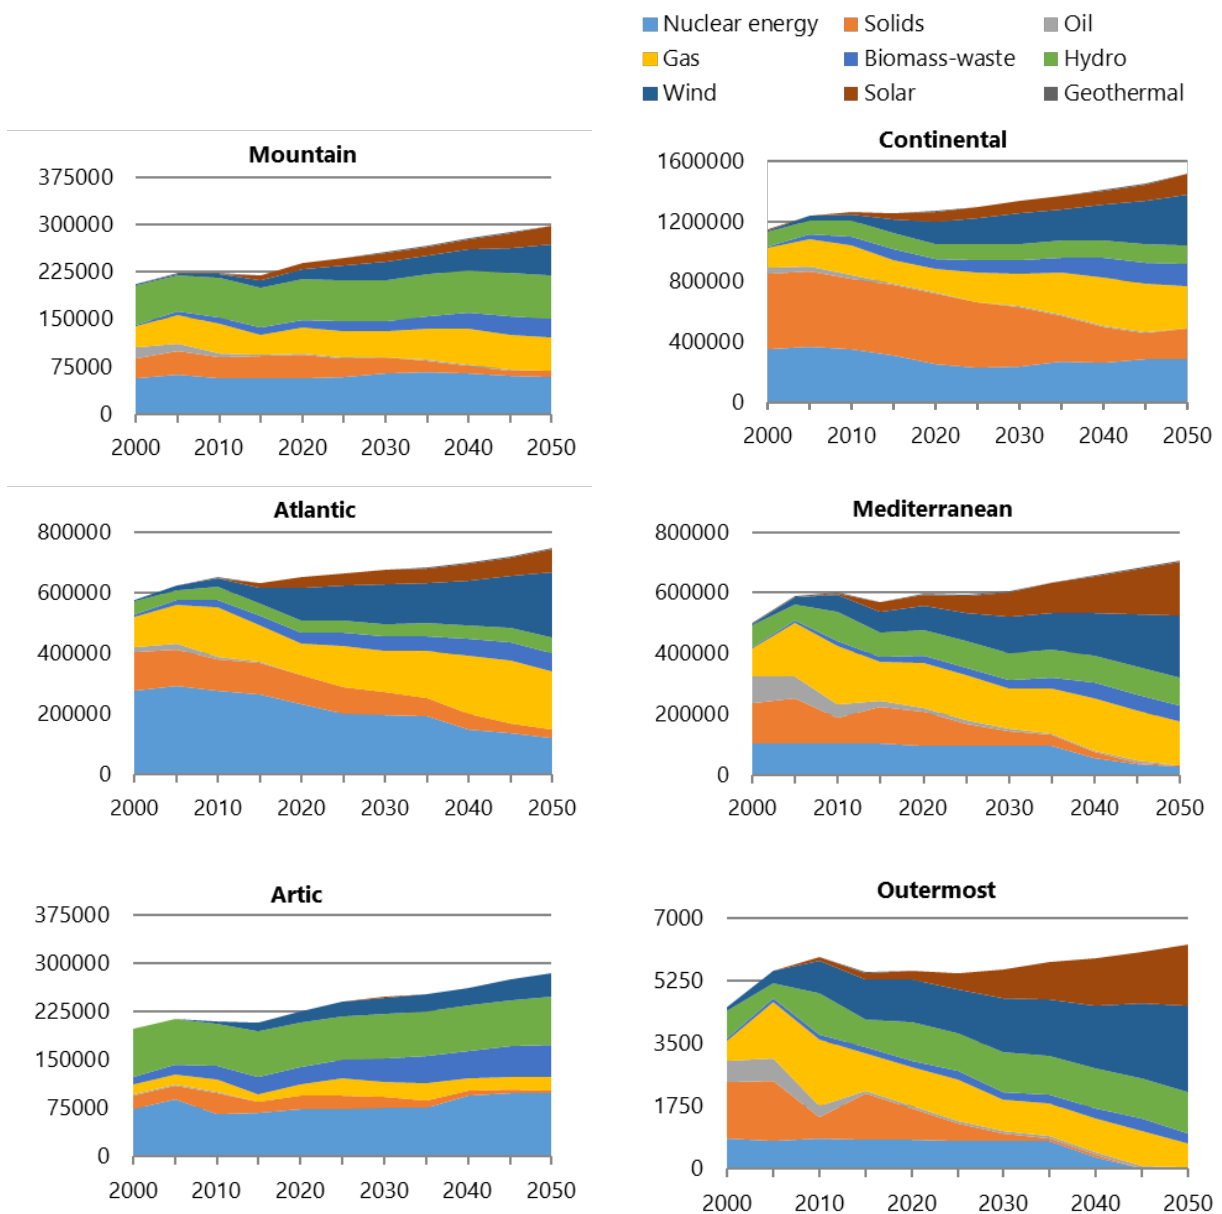 Nuclear energy Solids Oil
Gas Biomass-waste Hydro
Wind Solar Geothermal
Mountain
375000
300000
225000
150000
75000
0
2000 2010 2020 2030 2040 2050
Continental
1600000
1200000
800000
400000
0
2000 2010 2020 2030 2040 2050
Atlantic
800000
600000
400000
200000
0
2000 2010 2020 2030 2040 2050
Mediterranean
800000
600000
400000
200000
0
2000 2010 2020 2030 2040 2050
Artic
375000
300000
225000
150000
75000
0
2000 2010 2020 2030 2040 2050
Outermost
7000
5250
3500
1750
0
2000 2010 2020 2030 2040 2050